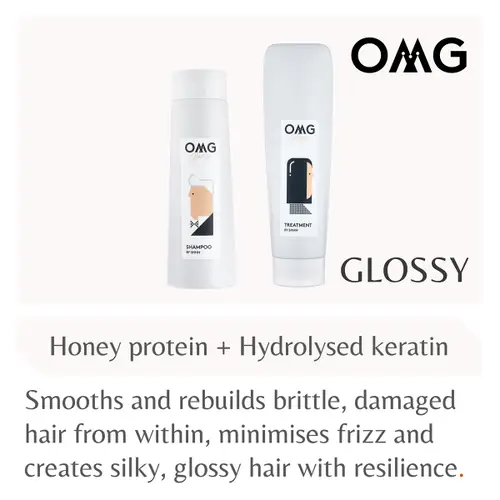 OMG
OMG
SHAMPOO
OMG
TREATMENT
GLOSSY
Honey protein + Hydrolysed keratin
Smooths and rebuilds brittle, damaged
hair from within, minimises frizz and
creates silky, glossy hair with resilience.